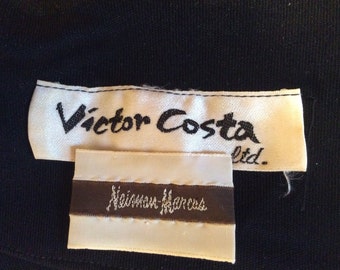 Victor Costa
ltd.
Neiman-Marcus